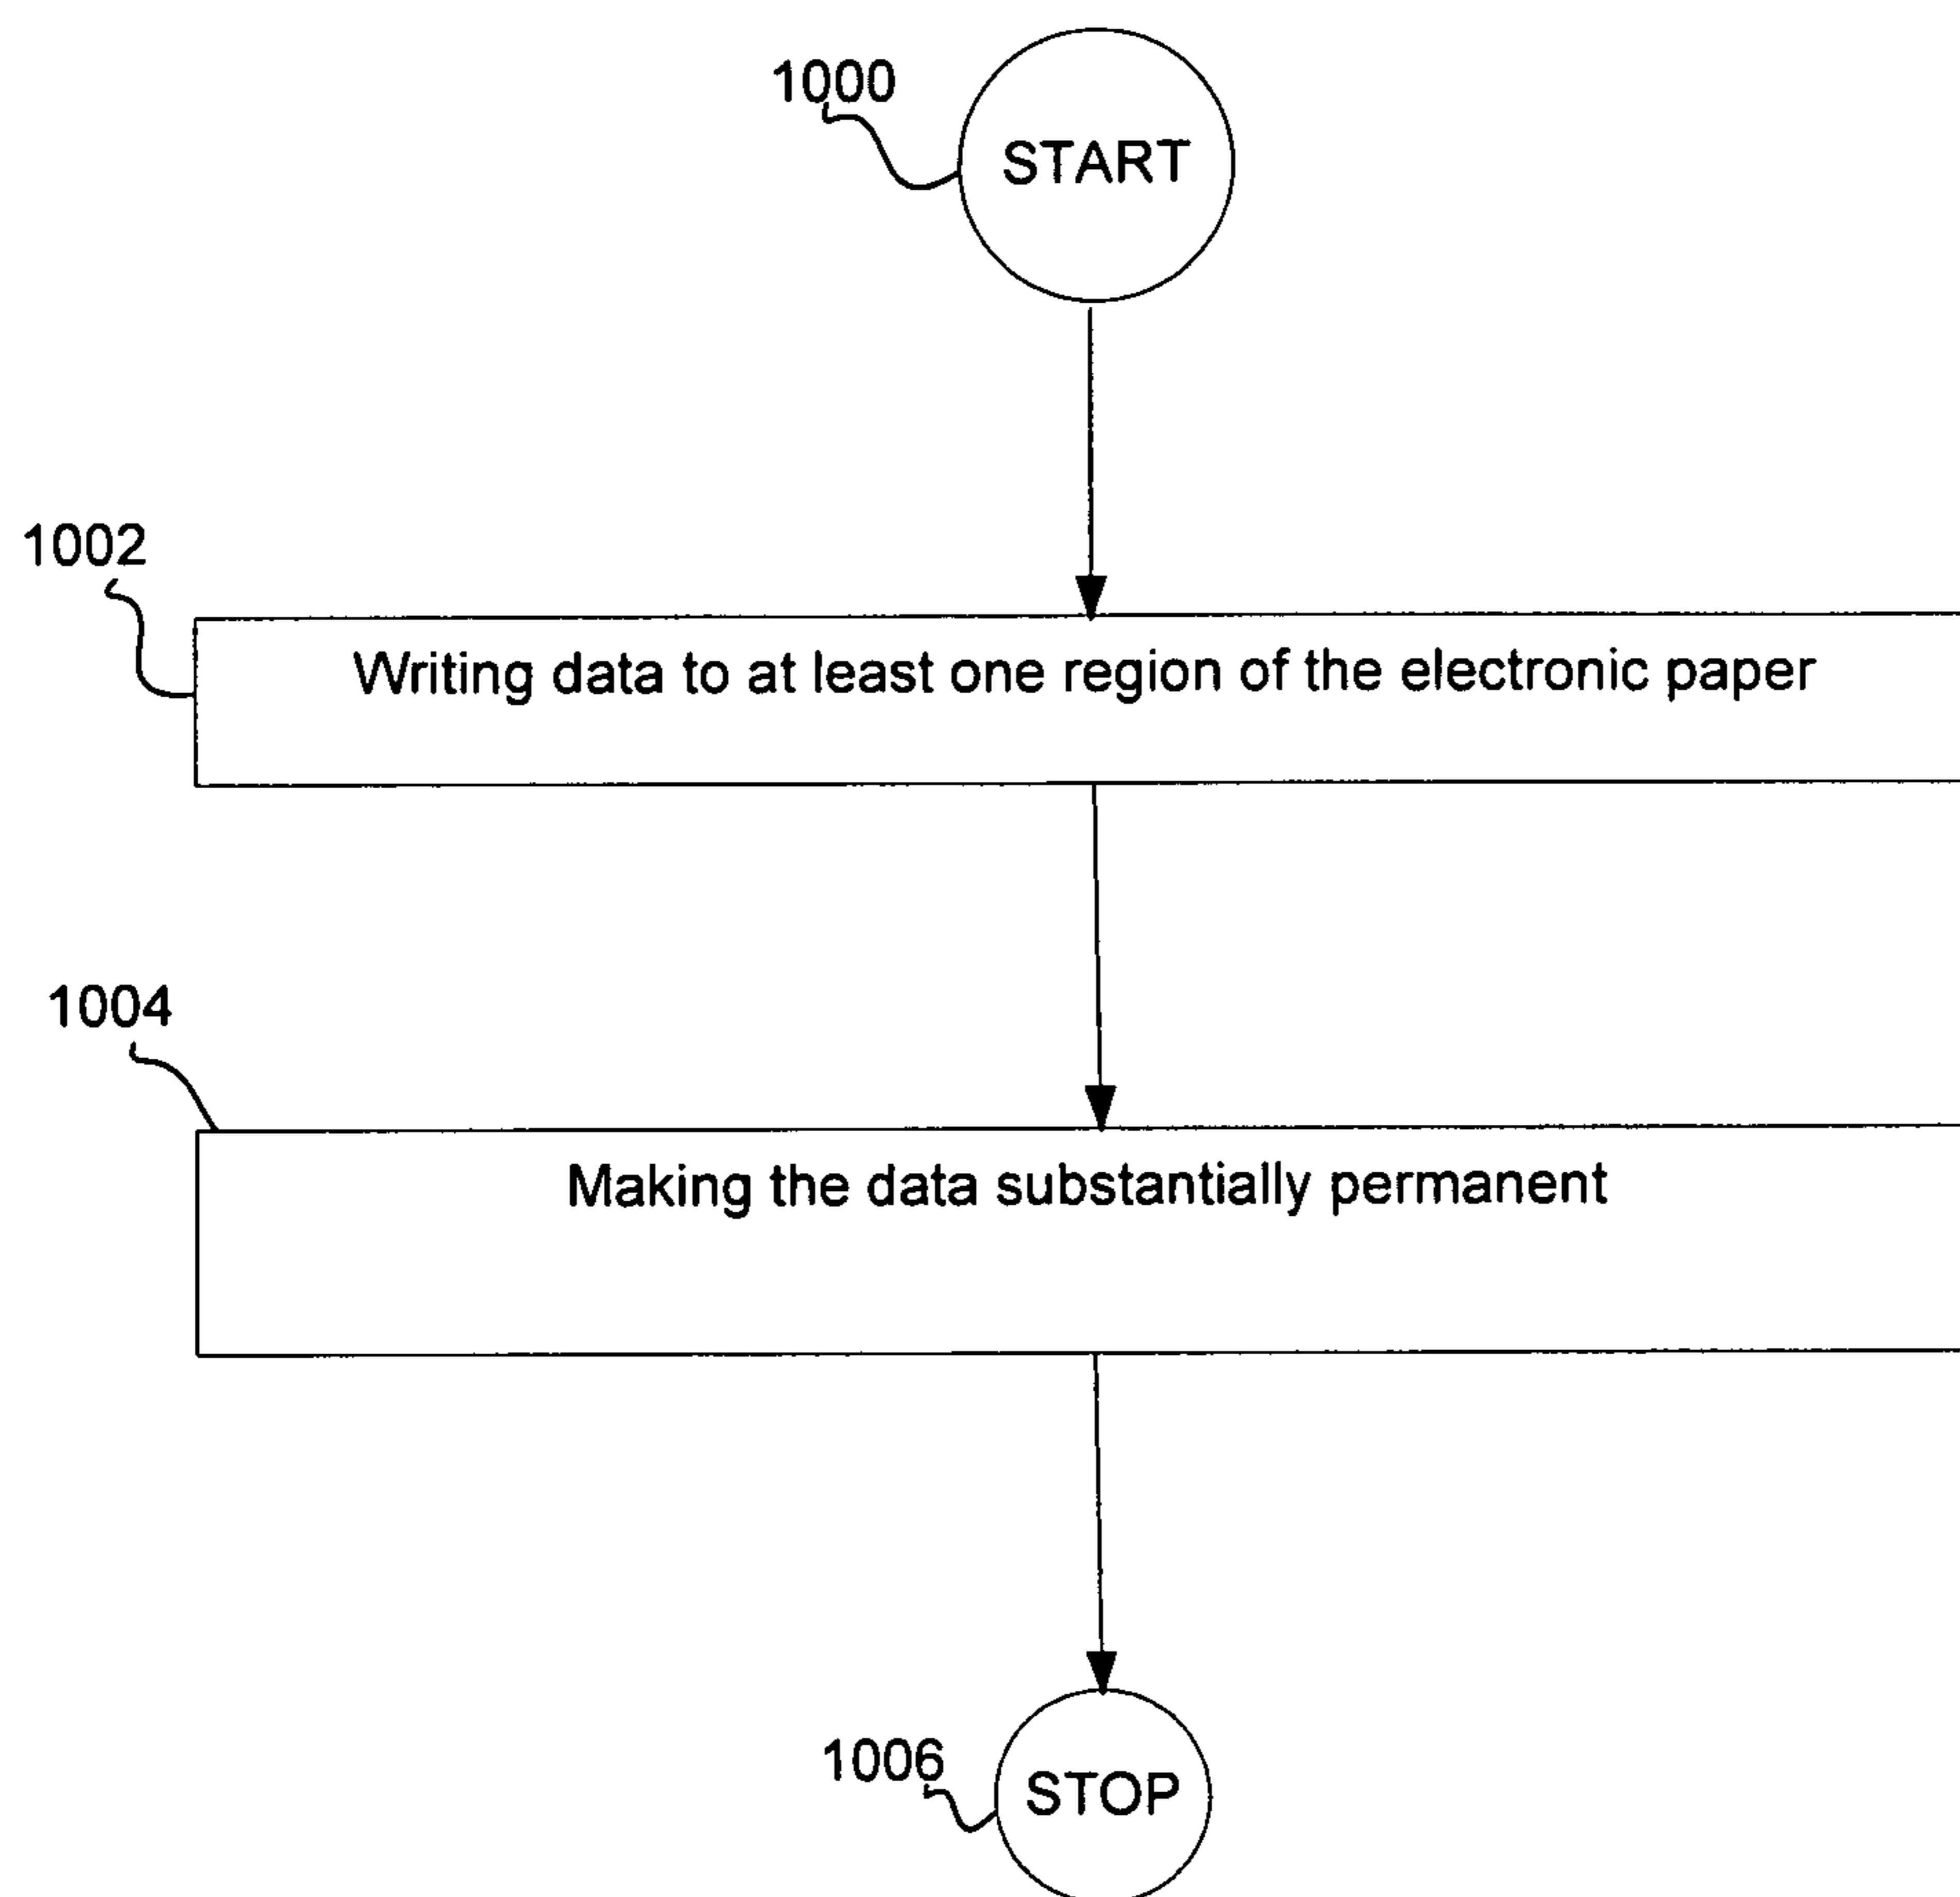 1000
START
1002
Writing data to at least one region of the electronic paper
1004
Making the data substantially permanent
1006
STOP